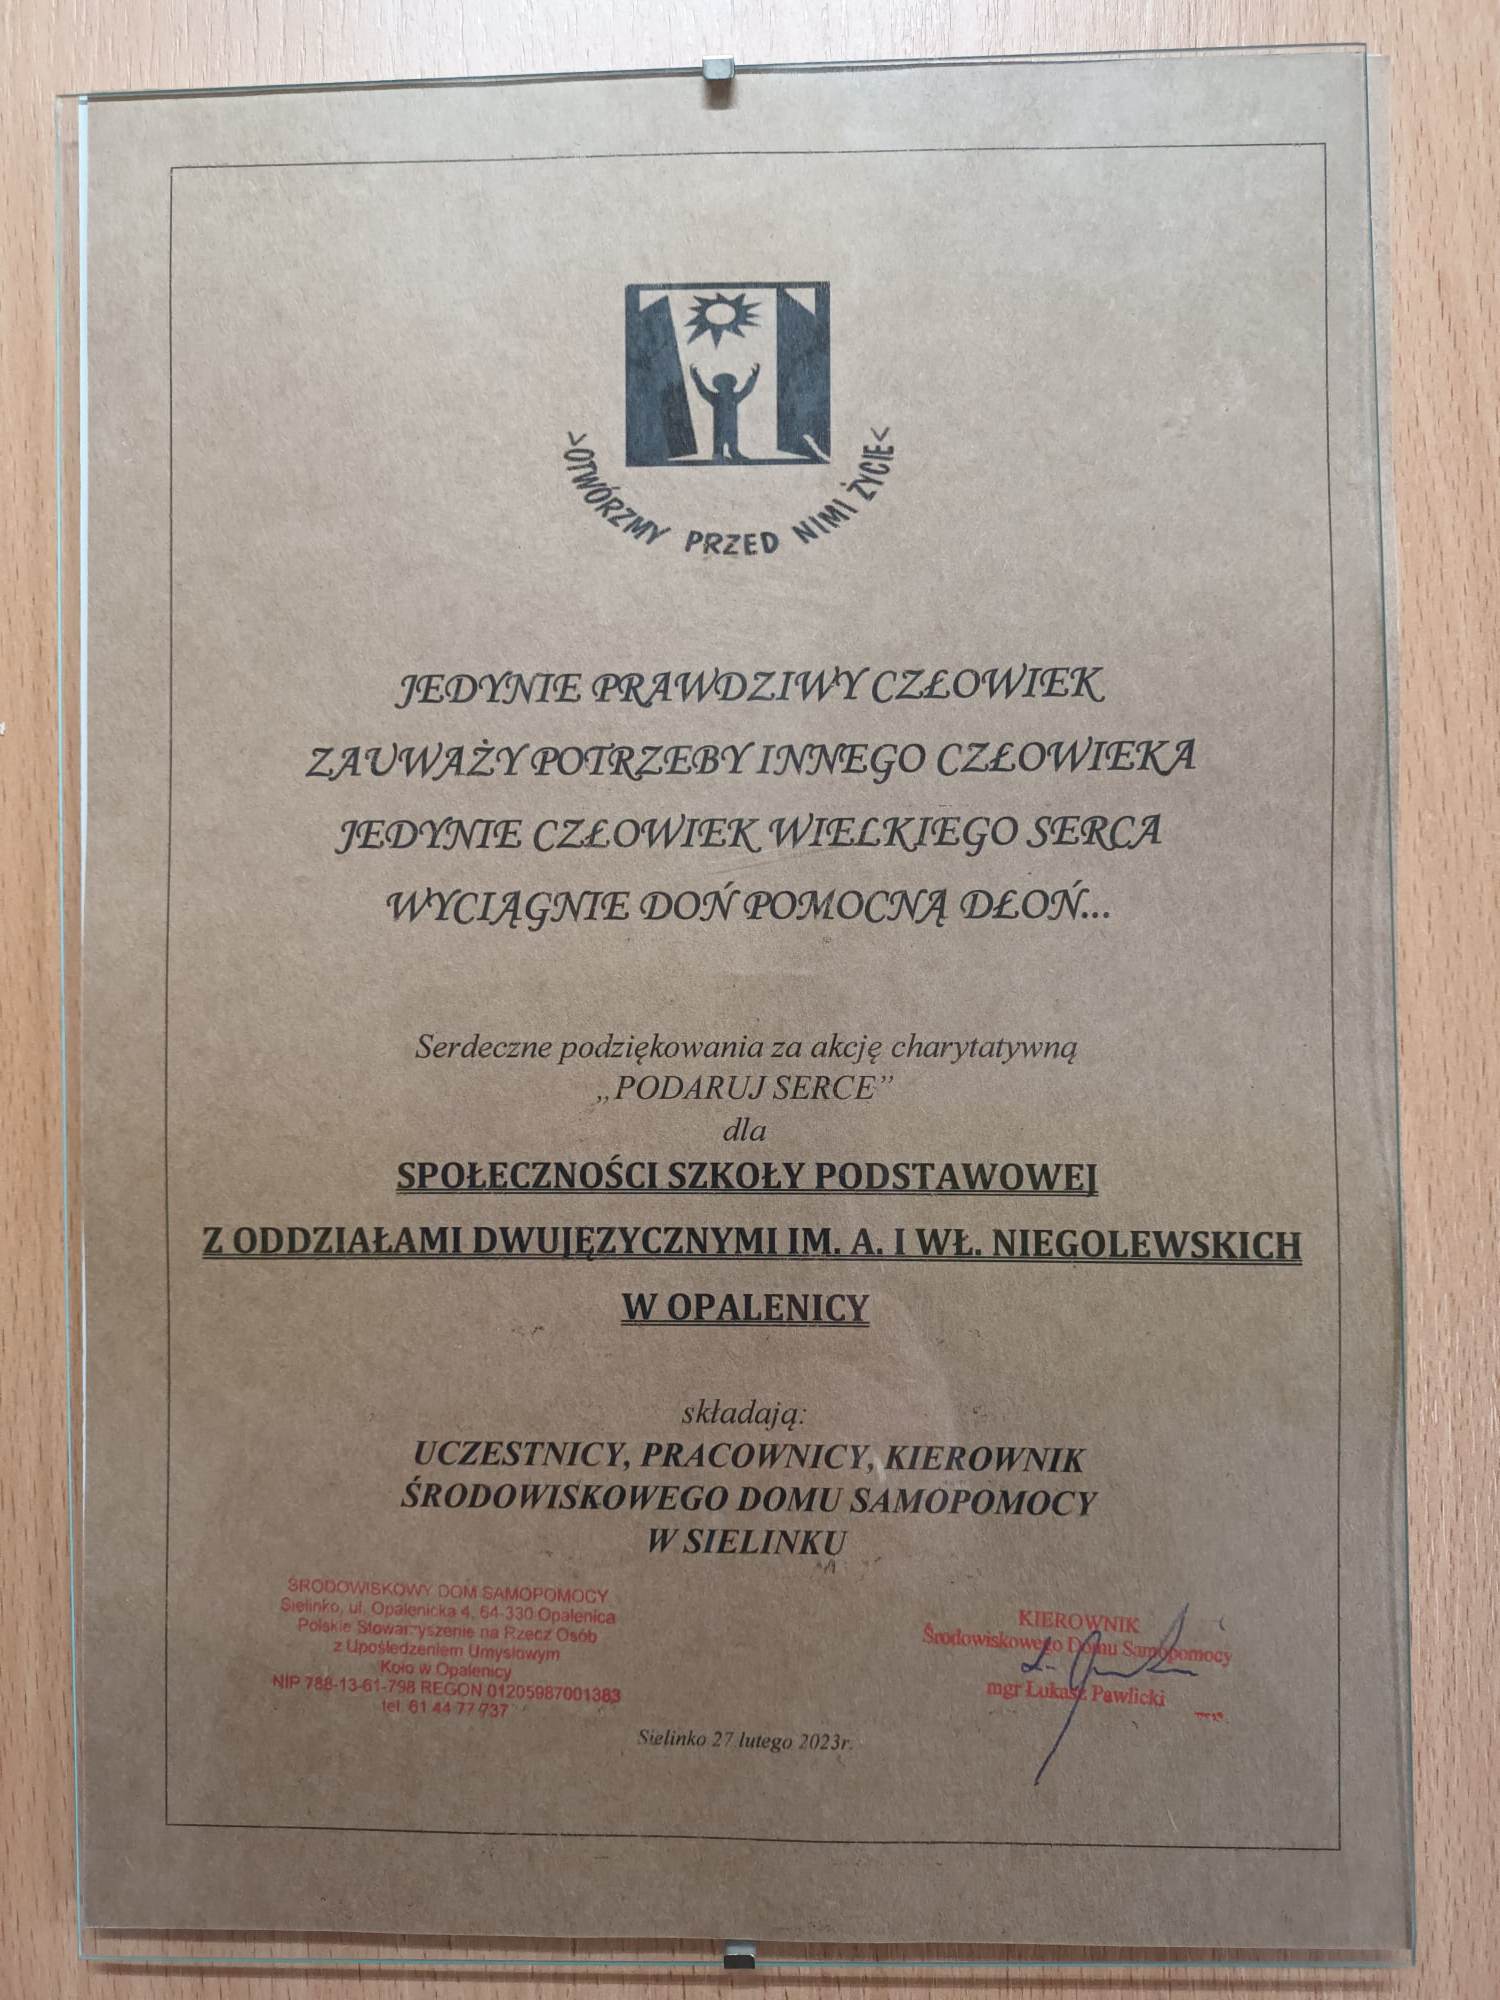 >OTWÓRZMY PRZED NIMI ŻYCIE<
JEDYNIE PRAWDZIWY CZŁOWIEK
ZAUWAŻY POTRZEBY INNEGO CZŁOWIEKA
JEDYNIE CZŁOWIEK WIELKIEGO SERCA
WYCIĄGNIE DOŃ POMOCNĄ DŁOŃ...
Serdeczne podziękowania za akcję charytatywną
„PODARUJ SERCE”
dla
SPOŁECZNOŚCI SZKOŁY PODSTAWOWEJ
Z ODDZIAŁAMI DWUJĘZYCZNYMI IM. A. I WŁ. NIEGOLEWSKICH
W OPALENICY
składają:
UCZESTNICY, PRACOWNICY, KIEROWNIK
ŚRODOWISKOWEGO DOMU SAMOPOMOCY
W SIELINKU
ŚRODOWISKOWY DOM SAMOPOMOCY
Sielinko, ul. Opalenicka 4, 64-330 Opalenica
Polskie Stowarzyszenie na Rzecz Osób
z Upośledzeniem Umysłowym
Koło w Opalenicy
NIP 788-13-61-798 REGON 01205987001383
tel. 61 44 77 737
KIEROWNIK
Środowiskowego Domu Samopomocy
mgr Łukasz Pawlicki
Sielinko 27 lutego 2023r.